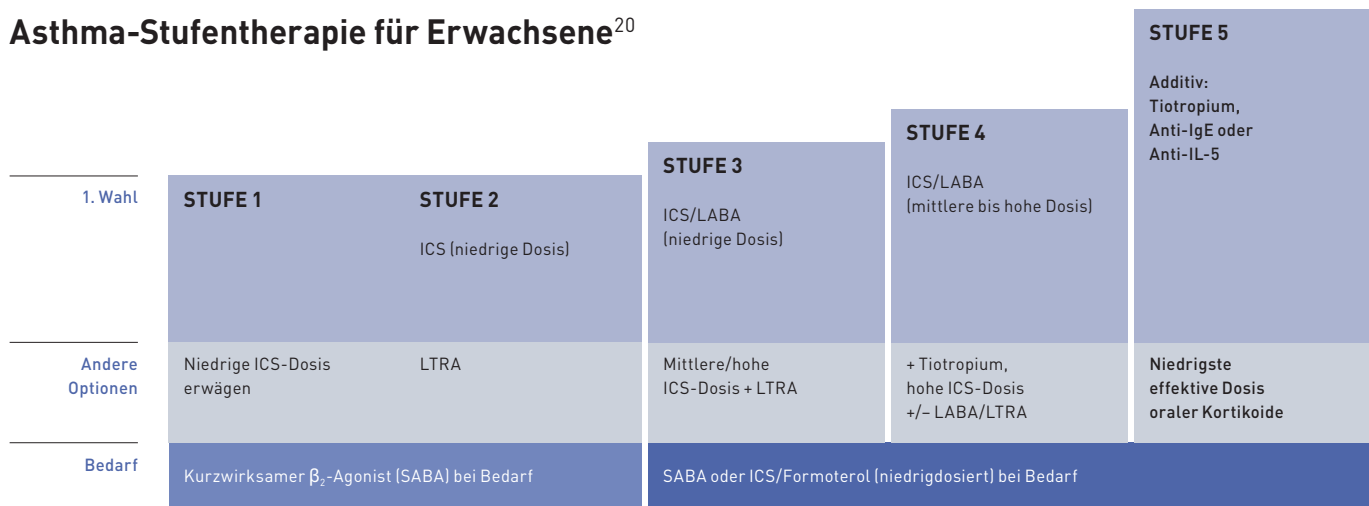 Asthma-Stufentherapie für Erwachsene20
1. Wahl
STUFE 1
STUFE 2
ICS (niedrige Dosis)
STUFE 3
ICS/LABA
(niedrige Dosis)
STUFE 4
ICS/LABA
(mittlere bis hohe Dosis)
STUFE 5
Additiv:
Tiotropium,
Anti-IgE oder
Anti-IL-5
Andere
Optionen
Niedrige ICS-Dosis
erwägen
LTRA
Mittlere/hohe
ICS-Dosis + LTRA
+ Tiotropium,
hohe ICS-Dosis
+/– LABA/LTRA
Niedrigste
effektive Dosis
oraler Kortikoide
Bedarf
Kurzwirksamer β2-Agonist (SABA) bei Bedarf
SABA oder ICS/Formoterol (niedrigdosiert) bei Bedarf